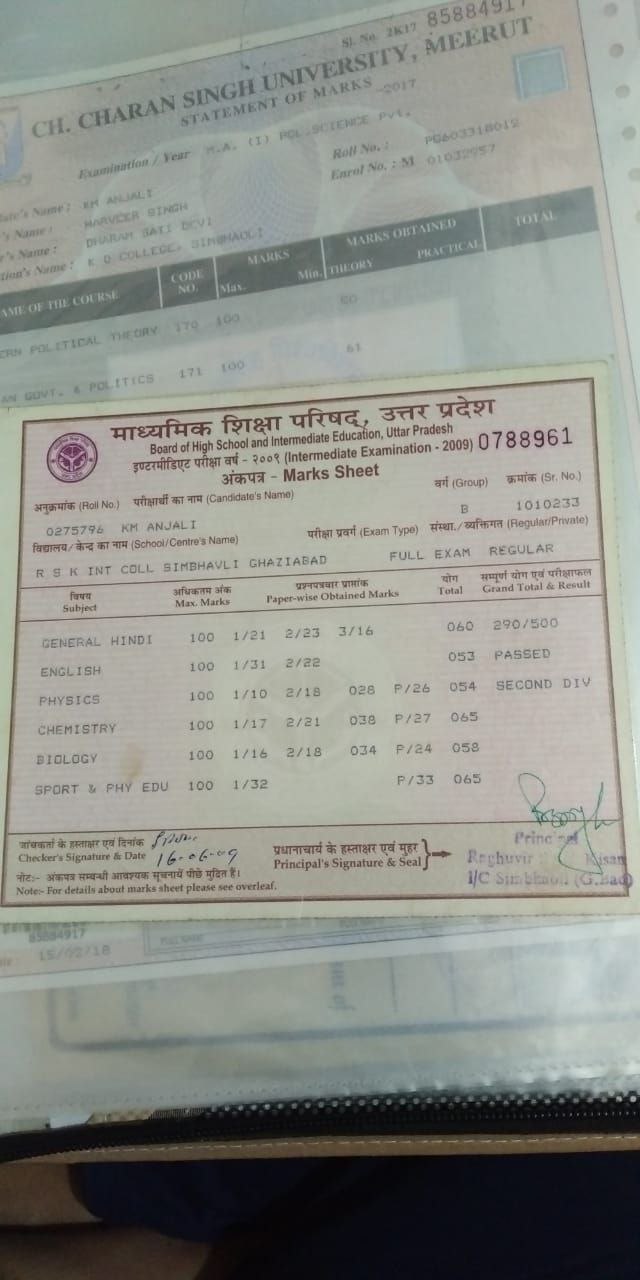 Sl. No. 2K17 85884917
CH. CHARAN SINGH UNIVERSITY, MEERUT
STATEMENT OF MARKS -2017
Examination / Year M.A. (I) POL.SCIENCE Pvt.
Roll No. : PG603318012
Enrol No. : M 01032957
Name : KM ANJALI
Name : HARVEER SINGH
Name : DHARAM BATI DEVI
Name : COLLEGE, SIMBHAOLI
NAME OF THE COURSE CODE NO. MARKS Max. Min. MARKS OBTAINED THEORY PRACTICAL TOTAL
POLITICAL THEORY 170 100 60
GOVT. & POLITICS 171 100 61
माध्यमिक शिक्षा परिषद्, उत्तर प्रदेश
Board of High School and Intermediate Education, Uttar Pradesh
इण्टरमीडिएट परीक्षा वर्ष - २००९ (Intermediate Examination - 2009) 0788961
अंकपत्र - Marks Sheet
अनुक्रमांक (Roll No.) परीक्षार्थी का नाम (Candidate's Name) वर्ग (Group) क्रमांक (Sr. No.)
0275796 KM ANJALI B 1010233
विद्यालय/ केन्द्र का नाम (School/Centre's Name) परीक्षा प्रवर्ग (Exam Type) संस्था./ व्यक्तिगत (Regular/Private)
R S K INT COLL SIMBHAVLI GHAZIABAD FULL EXAM REGULAR
विषय अधिकतम अंक प्रश्नपत्रवार प्राप्तांक योग सम्पूर्ण योग एवं परीक्षाफल
Subject Max. Marks Paper-wise Obtained Marks Total Grand Total & Result
GENERAL HINDI 100 1/21 2/23 3/16 060 290/500
ENGLISH 100 1/31 2/22 053 PASSED
PHYSICS 100 1/10 2/18 028 P/26 054 SECOND DIV
CHEMISTRY 100 1/17 2/21 038 P/27 065
BIOLOGY 100 1/16 2/18 034 P/24 058
SPORT & PHY EDU 100 1/32 P/33 065
जांचकर्ता के हस्ताक्षर एवं दिनांक
Checker's Signature & Date 16-06-09
प्रधानाचार्य के हस्ताक्षर एवं मुहर
Principal's Signature & Seal
Principal
Raghuvir Kisan
I/C Simbhaoli (G.Bad)
नोट:- अंकपत्र सम्बन्धी आवश्यक सूचनायें पीछे मुद्रित हैं।
Note:- For details about marks sheet please see overleaf.
85884917
15/02/18